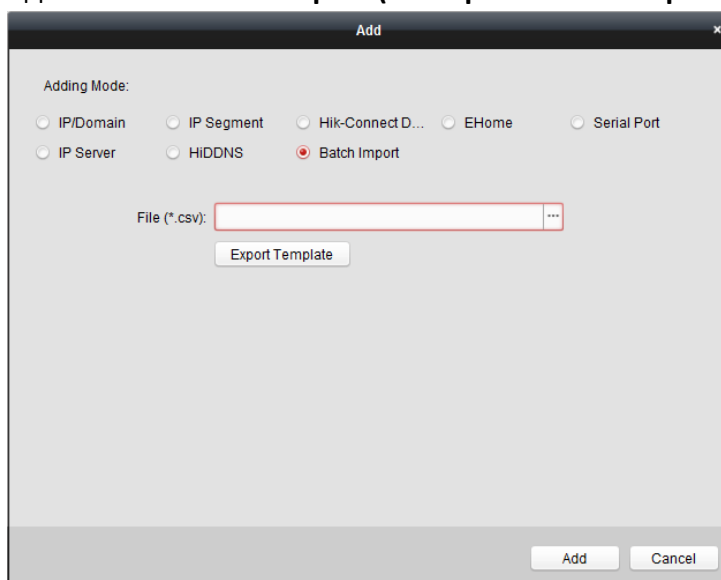 Add
Adding Mode:
IP/Domain IP Segment Hik-Connect D... EHome Serial Port
IP Server HiDDNS Batch Import
File (*.csv): ...
Export Template
Add Cancel